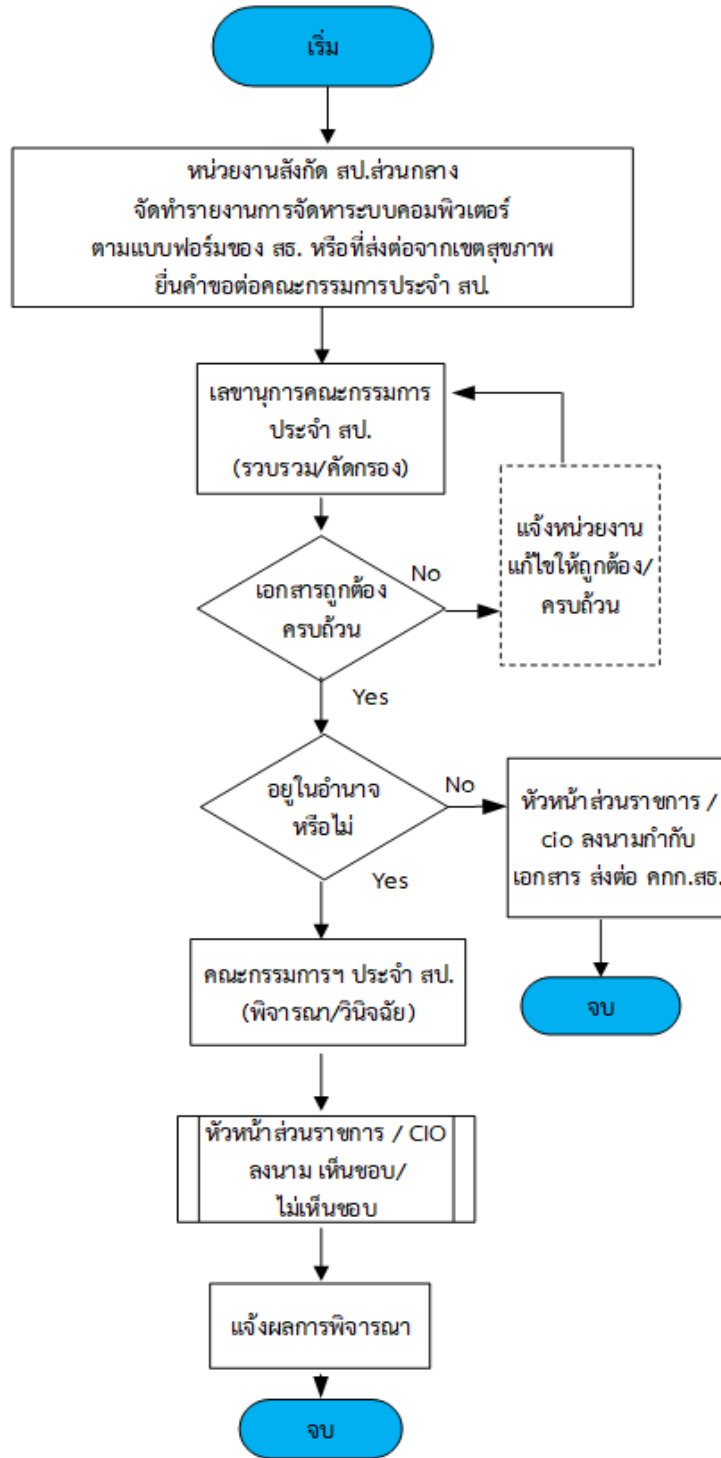 เริ่ม
หน่วยงานสังกัด สป.ส่วนกลาง
จัดทำรายงานการจัดหาระบบคอมพิวเตอร์
ตามแบบฟอร์มของ สธ. หรือที่ส่งต่อจากเขตสุขภาพ
ยื่นคำขอต่อคณะกรรมการประจำ สป.
เลขานุการคณะกรรมการ
ประจำ สป.
(รวบรวม/คัดกรอง)
แจ้งหน่วยงาน
แก้ไขให้ถูกต้อง/
ครบถ้วน
เอกสารถูกต้อง
ครบถ้วน
No
Yes
อยู่ในอำนาจ
หรือไม่
No
Yes
หัวหน้าส่วนราชการ /
cio ลงนามกำกับ
เอกสาร ส่งต่อ คกก.สธ.
จบ
คณะกรรมการฯ ประจำ สป.
(พิจารณา/วินิจฉัย)
หัวหน้าส่วนราชการ / CIO
ลงนาม เห็นชอบ/
ไม่เห็นชอบ
แจ้งผลการพิจารณา
จบ